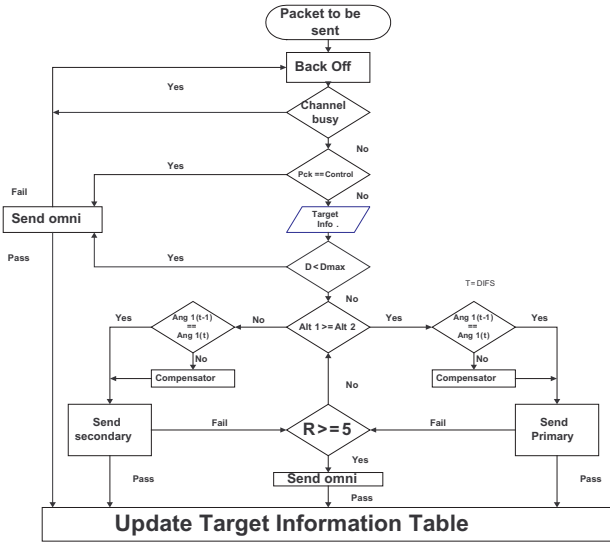 Packet to be
sent
Back Off
Yes
Channel
busy
No
Yes
Pck ==Control
No
Fail
Send omni
Target
Info .
Pass
Yes
D<Dmax
T= DIFS
No
Yes
Ang 1(t-1)
==
Ang 1(t)
No
Alt 1 >= Alt 2
Yes
Ang 1(t-1)
==
Ang 1(t)
Yes
No
No
Compensator
No
Compensator
Send
secondary
Fail
R>=5
Fail
Send
Primary
Yes
Pass
Send omni
Pass
Pass
Update Target Information Table